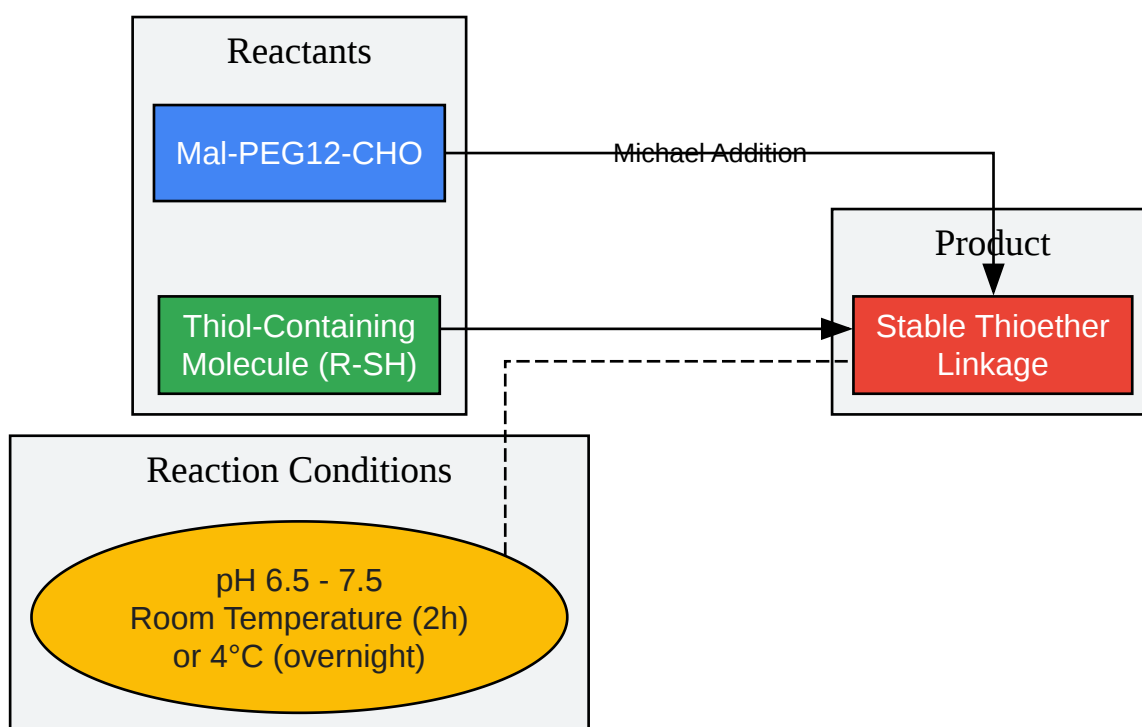 Reactants
Mal-PEG12-CHO
Michael Addition
Product
Thiol-Containing
Molecule (R-SH)
Stable Thioether
Linkage
Reaction Conditions
pH 6.5 - 7.5
Room Temperature (2h)
or 4°C (overnight)